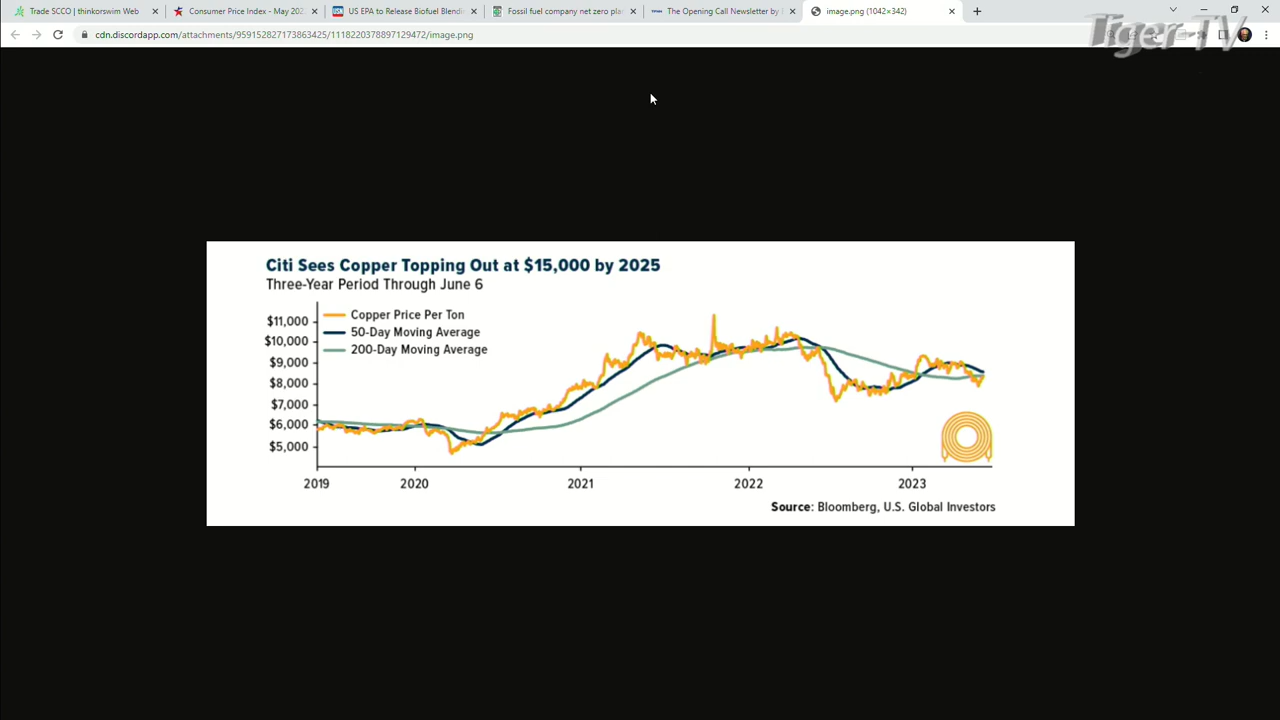 Trade SCCO | thinkorswim Web
Consumer Price Index - May 202
US EPA to Release Biofuel Blendi
Fossil fuel company net zero plan
The Opening Call Newsletter by
image.png (1042×342)
cdn.discordapp.com/attachments/959152827173863425/1118220378897129472/image.png
Tiger-TV
Citi Sees Copper Topping Out at $15,000 by 2025
Three-Year Period Through June 6
Copper Price Per Ton
50-Day Moving Average
200-Day Moving Average
$11,000
$10,000
$9,000
$8,000
$7,000
$6,000
$5,000
2019 2020 2021 2022 2023
Source: Bloomberg, U.S. Global Investors